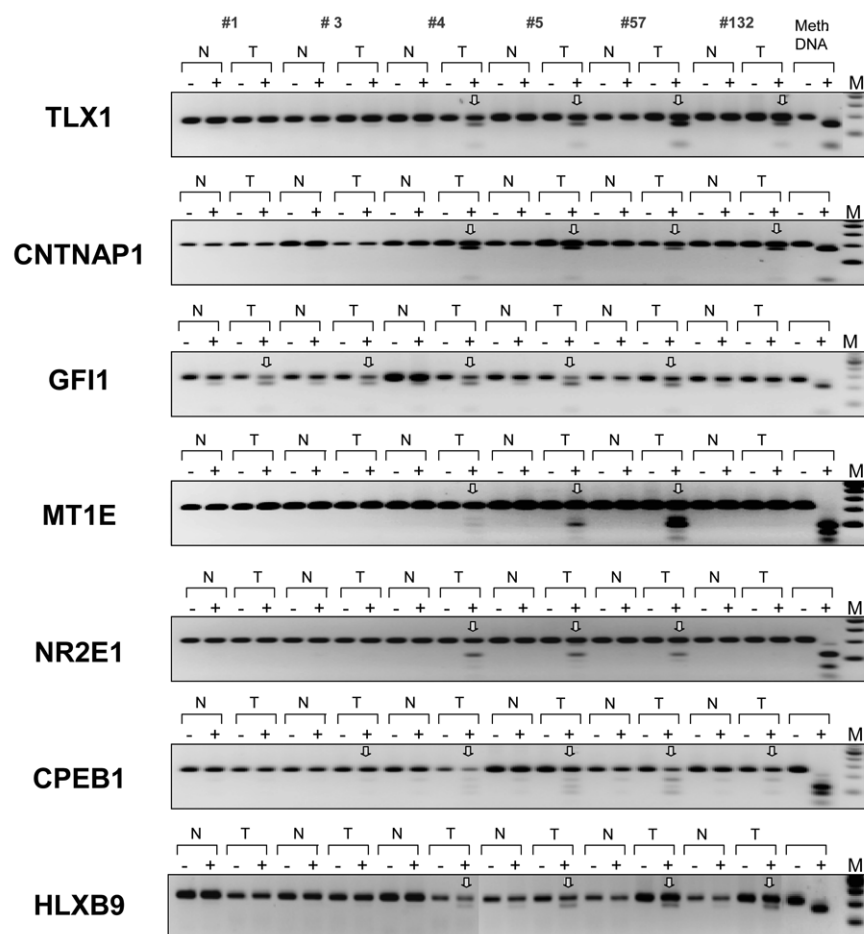 #1 # 3 #4 #5 #57 #132 Meth
DNA
N T N T N T N T N T N T
- + - + - + - + - + - + - + - + - + - + - + - + - + M
TLX1
N T N T N T N T N T N T
- + - + - + - + - + - + - + - + - + - + - + - + - + M
CNTNAP1
N T N T N T N T N T N T
- + - + - + - + - + - + - + - + - + - + - + - + - + M
GFI1
N T N T N T N T N T N T
- + - + - + - + - + - + - + - + - + - + - + - + - + M
MT1E
N T N T N T N T N T N T
- + - + - + - + - + - + - + - + - + - + - + - + - + M
NR2E1
N T N T N T N T N T N T
- + - + - + - + - + - + - + - + - + - + - + - + - + M
CPEB1
N T N T N T N T N T N T
- + - + - + - + - + - + - + - + - + - + - + - + - + M
HLXB9